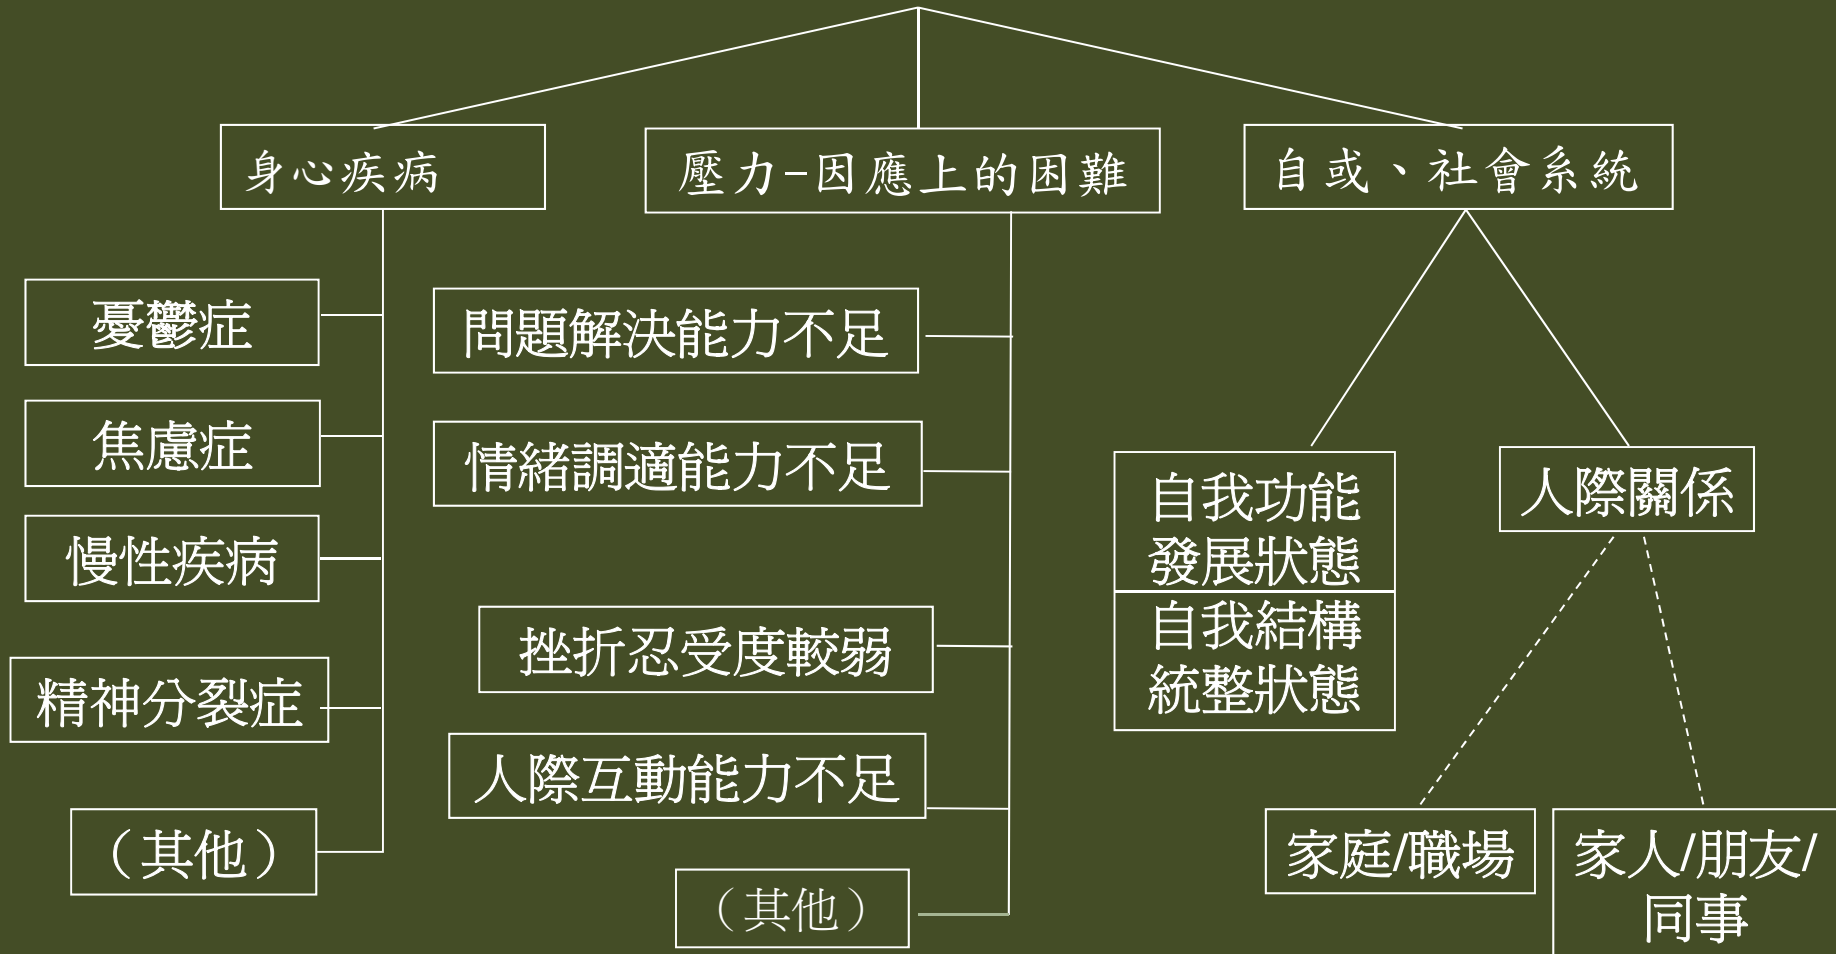 身心疾病
壓力-因應上的困難
自或、社會系統
憂鬱症
焦慮症
慢性疾病
精神分裂症
（其他）
問題解決能力不足
情緒調適能力不足
挫折忍受度較弱
人際互動能力不足
（其他）
自我功能
發展狀態
自我結構
統整狀態
人際關係
家庭/職場
家人/朋友/
同事